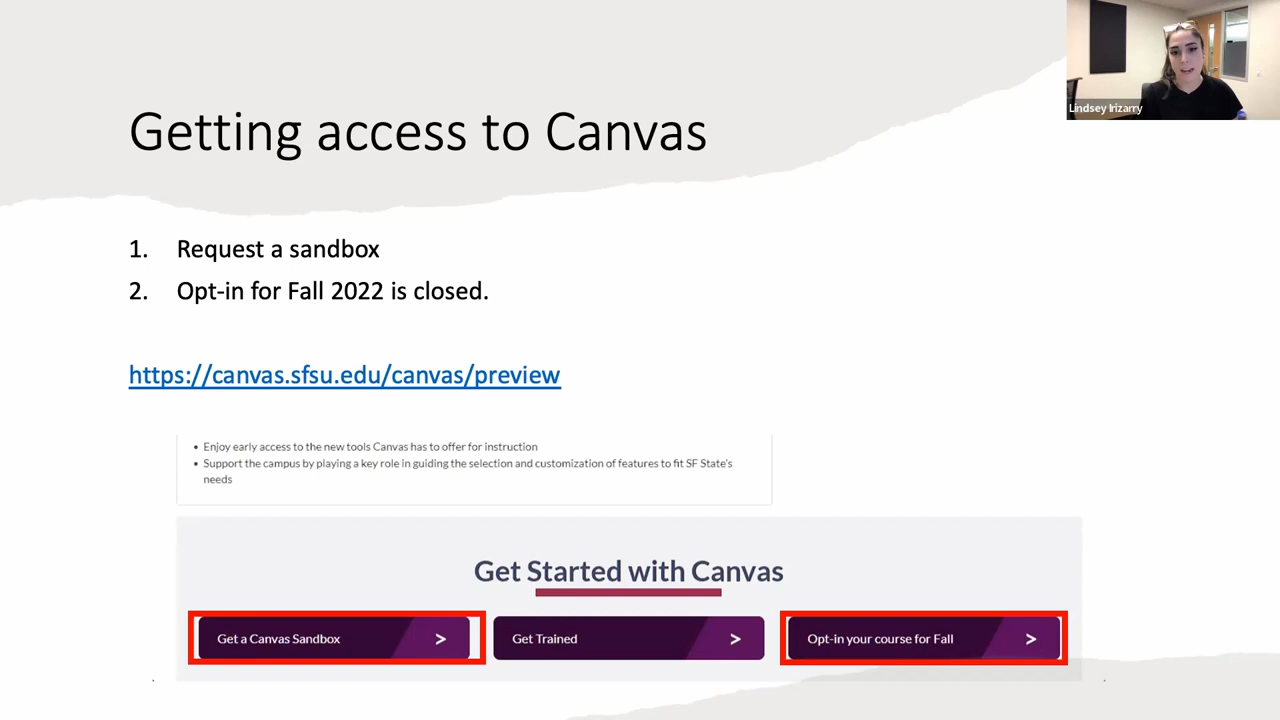 Lindsey Irizarry
Getting access to Canvas
1. Request a sandbox
2. Opt-in for Fall 2022 is closed.
https://canvas.sfsu.edu/canvas/preview
• Enjoy early access to the new tools Canvas has to offer for instruction
• Support the campus by playing a key role in guiding the selection and customization of features to fit SF State's
needs
Get Started with Canvas
Get a Canvas Sandbox >
Get Trained >
Opt-in your course for Fall >